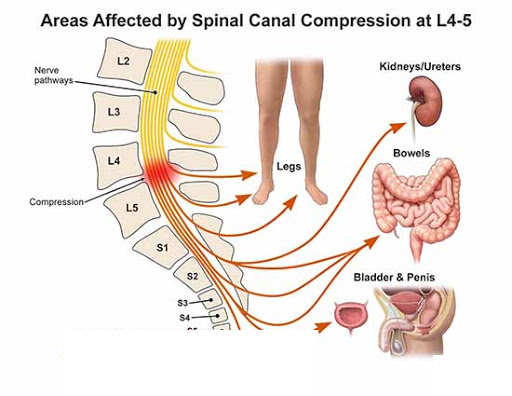 Areas Affected by Spinal Canal Compression at L4-5
L2
Nerve
pathways
Kidneys/Ureters
L3
L4
Legs
Bowels
Compression
L5
S1
S2
Bladder & Penis
S3
S4